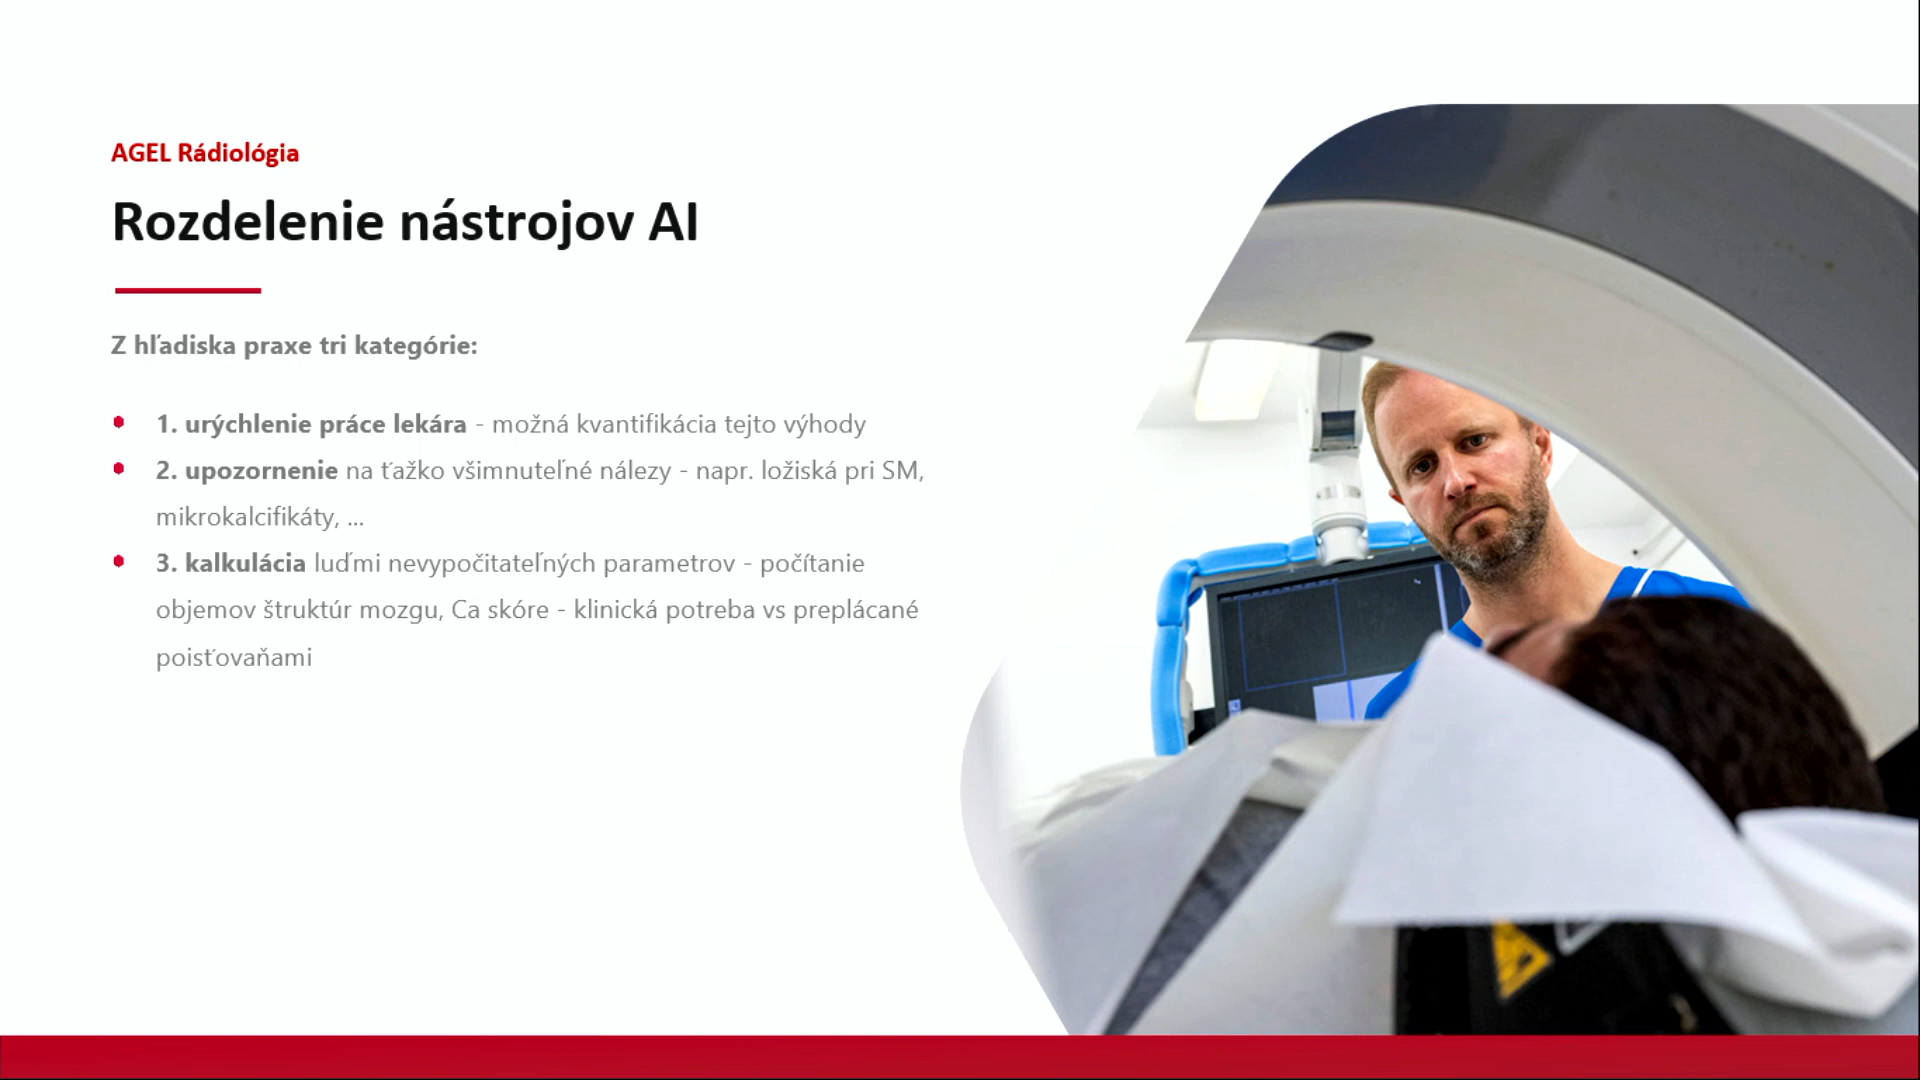 AGEL Rádiológia
Rozdelenie nástrojov AI
Z hľadiska praxe tri kategórie:
1. urýchlenie práce lekára - možná kvantifikácia tejto výhody
2. upozornenie na ťažko všimnuteľné nálezy - napr. ložiská pri SM,
mikrokalcifikáty, ...
3. kalkulácia ľuďmi nevypočitateľných parametrov - počítanie
objemov štruktúr mozgu, Ca skóre - klinická potreba vs preplácané
poisťovaňami